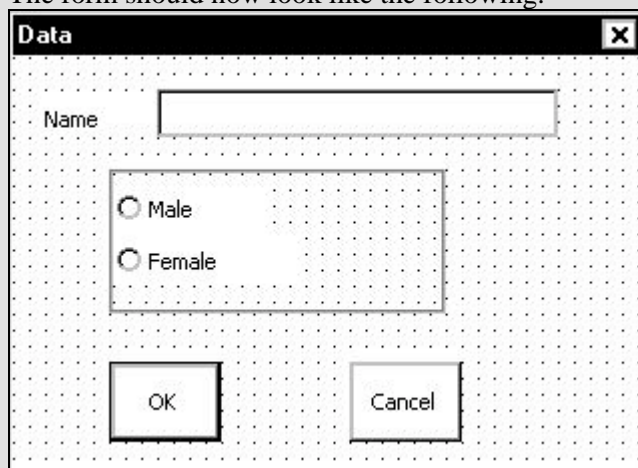 The form should now look like the following:
Data
Name
Male
Female
OK
Cancel